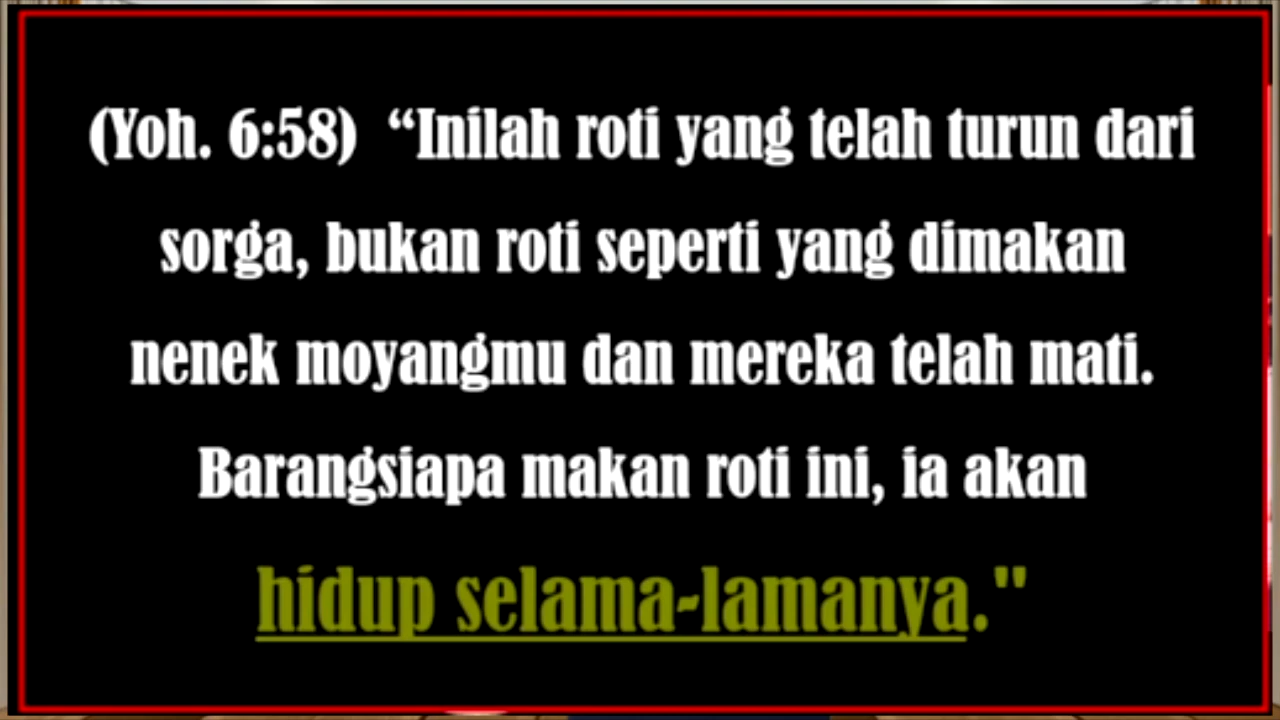 (Yoh. 6:58) “Inilah roti yang telah turun dari
sorga, bukan roti seperti yang dimakan
nenek moyangmu dan mereka telah mati.
Barangsiapa makan roti ini, ia akan
hidup selama-lamanya."